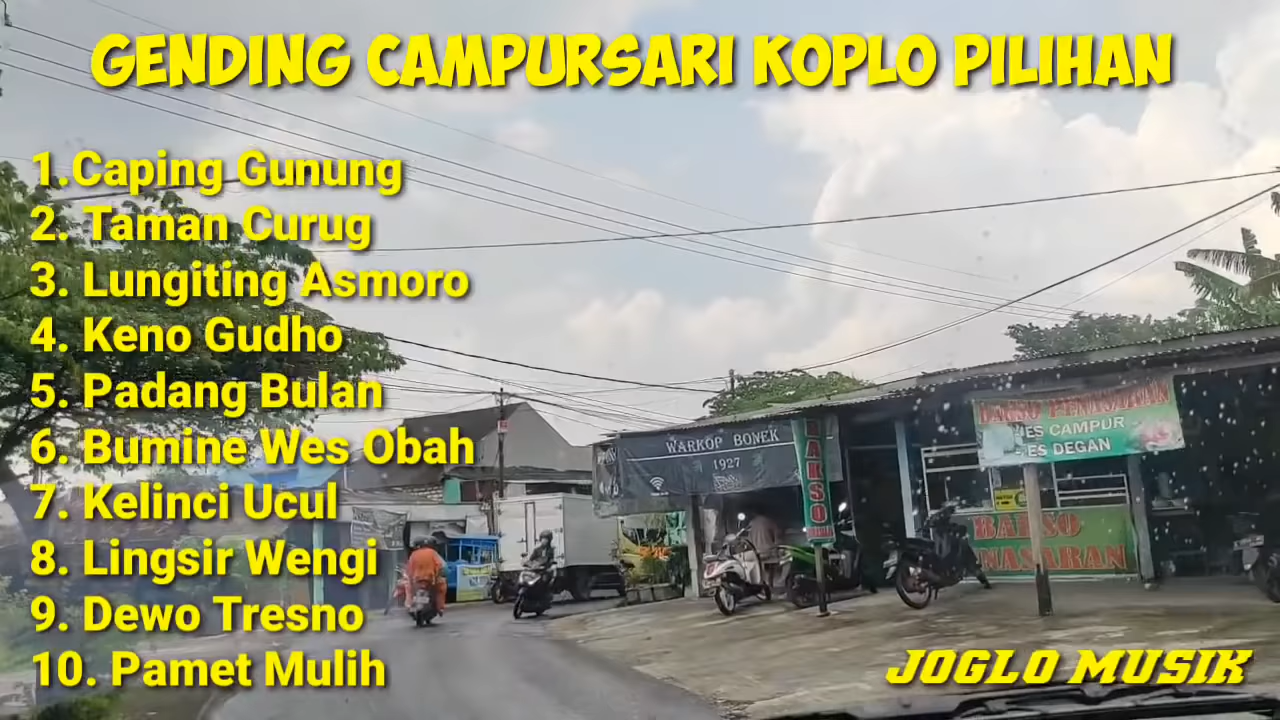 GENDING CAMPURSARI KOPLO PILIHAN
1.Caping Gunung
2. Taman Curug
3. Lungiting Asmoro
4. Keno Gudho
5. Padang Bulan
6. Bumine Wes Obah
7. Kelinci Ucul
8. Lingsir Wengi
9. Dewo Tresno
10. Pamet Mulih
WARKOP BONEK
1927
BAKSO
BAKSO
ES CAMPUR
ES DEGAN
BAKSO
JOGLO MUSIK